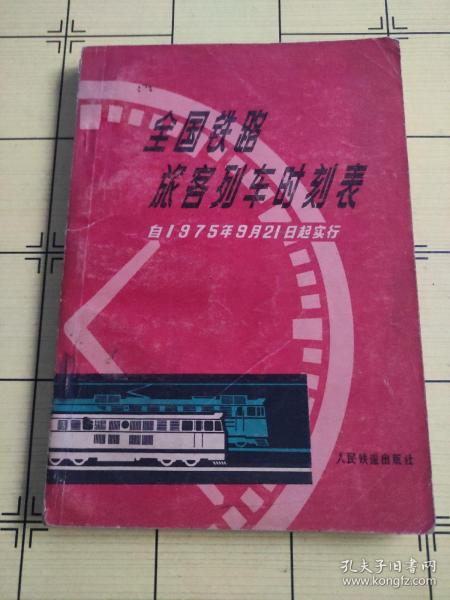 全国铁路
旅客列车时刻表
自1975年9月21日起实行
人民铁道出版社
孔夫子旧书网
www.kongfz.com